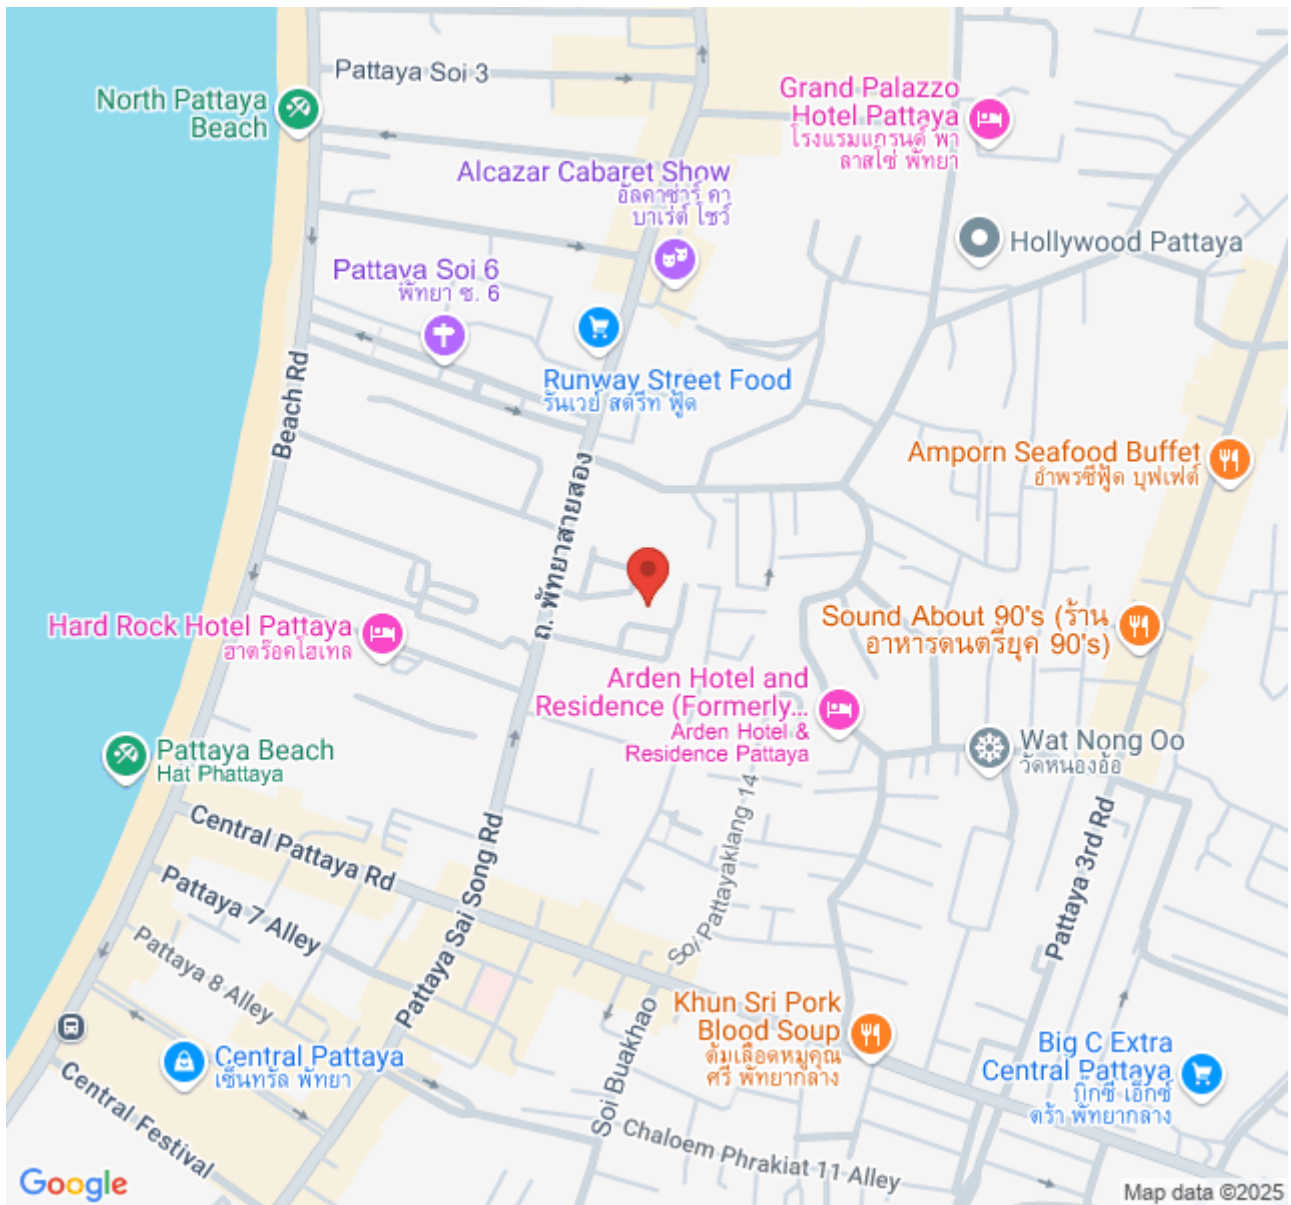 Pattaya Soi 3
North Pattaya
Beach
Grand Palazzo
Hotel Pattaya
โรงแรมแกรนด์ พา
ลาสโซ่ พัทยา
Alcazar Cabaret Show
อัลคาซ่าร์ คา
บาเร่ต์ โชว์
Hollywood Pattaya
Pattaya Soi 6
พัทยา ซ. 6
Runway Street Food
รันเวย์ สตรีท ฟู้ด
Beach Rd
Amporn Seafood Buffet
อำพรซีฟู้ด บุฟเฟต์
ถ. พัทยาสายสอง
Hard Rock Hotel Pattaya
ฮาดร็อคโฮเทล
Sound About 90's (ร้าน
อาหารดนตรียุค 90's)
Arden Hotel and
Residence (Formerly...
Arden Hotel &
Residence Pattaya
Wat Nong Oo
วัดหนองอ้อ
Pattaya Beach
Hat Phattaya
Central Pattaya Rd
Pattaya Sai Song Rd
Soi Pattayaklang 14
Pattaya 3rd Rd
Pattaya 7 Alley
Pattaya 8 Alley
Khun Sri Pork
Blood Soup
ต้มเลือดหมูคุณ
ศรี พัทยากลาง
Big C Extra
Central Pattaya
บิ๊กซี เอ็กซ์
ตร้า พัทยากลาง
Central Pattaya
เซ็นทรัล พัทยา
Soi Buakhao
Central Festival
Chaloem Phrakiat 11 Alley
Google
Map data ©2025